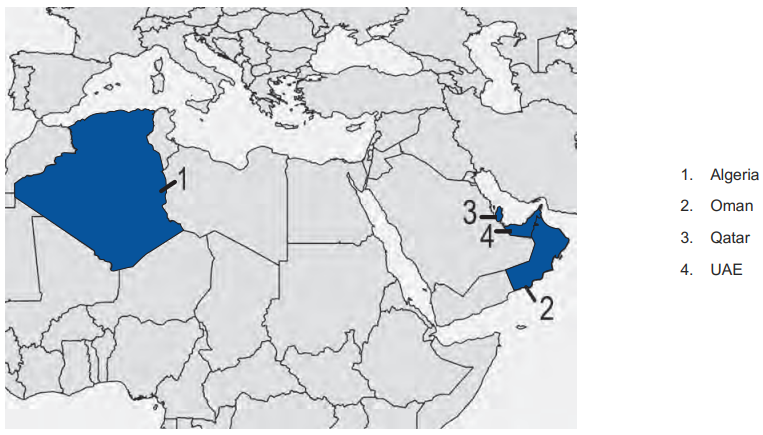 1
3
4
2
1. Algeria
2. Oman
3. Qatar
4. UAE